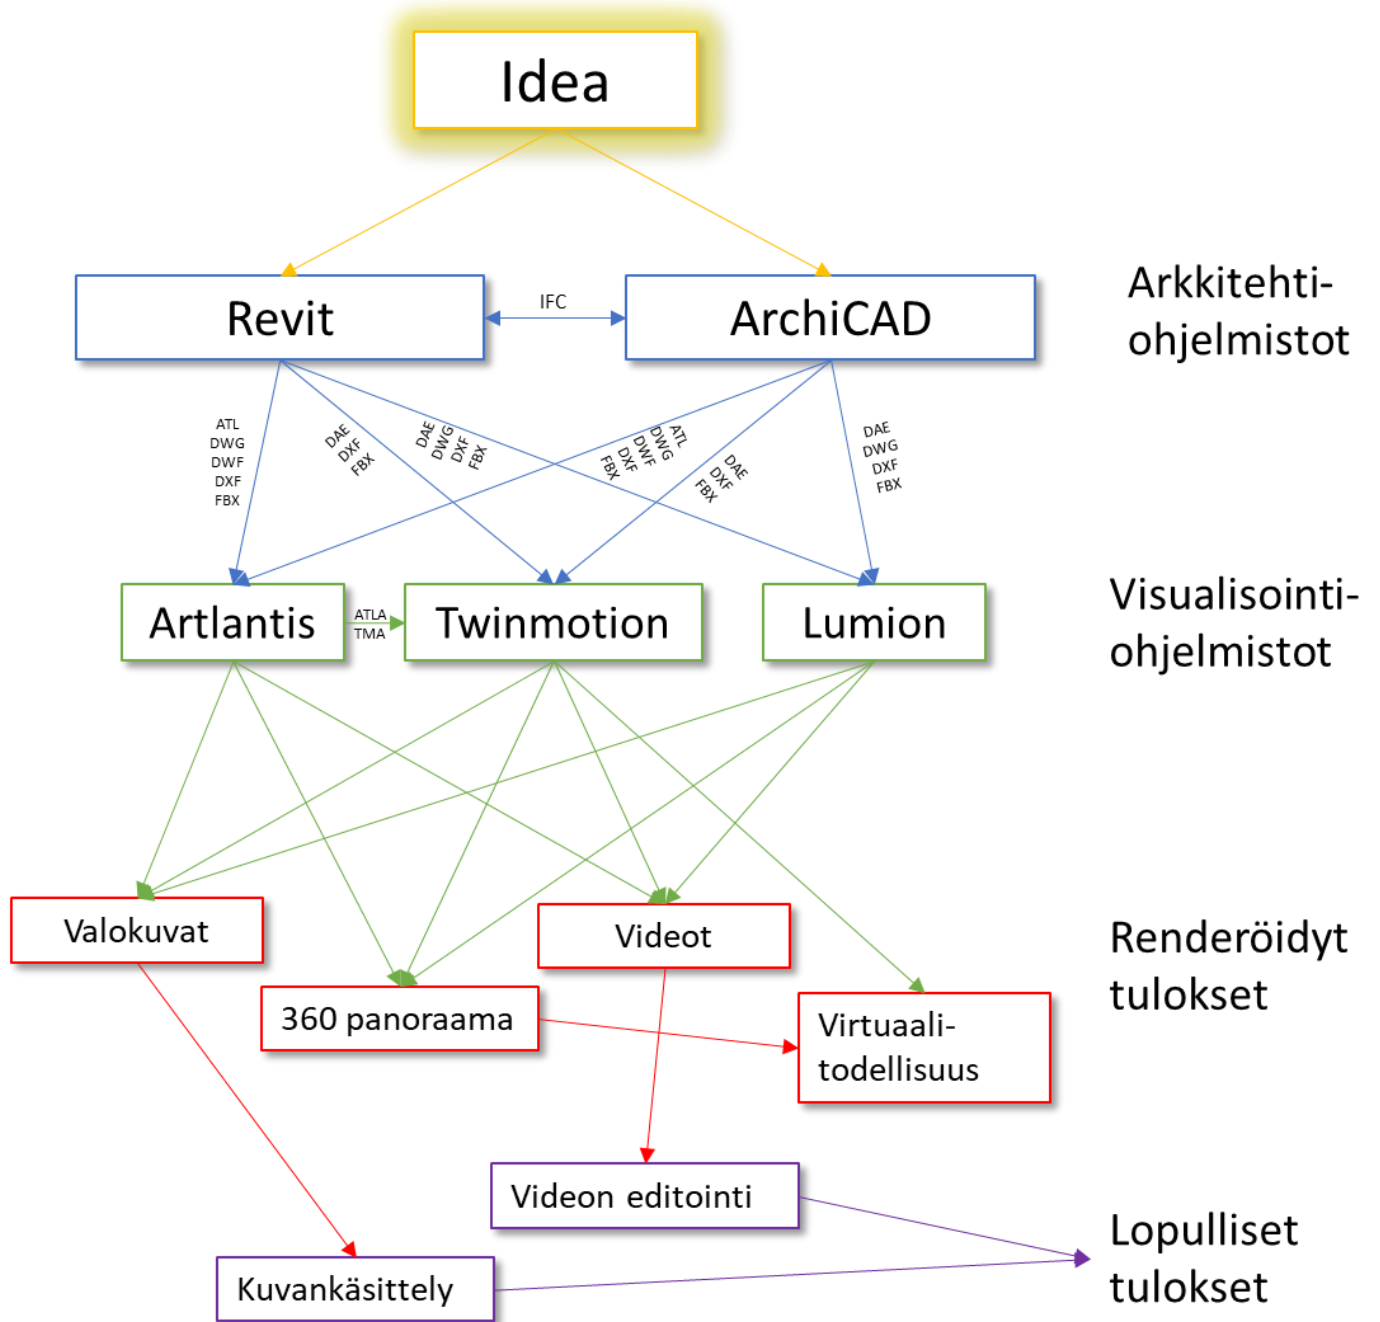 Idea
Revit
IFC
ArchiCAD
Arkkitehti-
ohjelmistot
ATL
DWG
DWF
DXF
FBX
DAE
DXF
FBX
DAE
DWG
DXF
FBX
ATL
DWG
DWF
DXF
FBX
DAE
DXF
FBX
DAE
DWG
DXF
FBX
Artlantis
ATLA
TMA
Twinmotion
Lumion
Visualisointi-
ohjelmistot
Valokuvat
Videot
360 panoraama
Virtuaali-
todellisuus
Renderöidyt
tulokset
Videon editointi
Kuvankäsittely
Lopulliset
tulokset